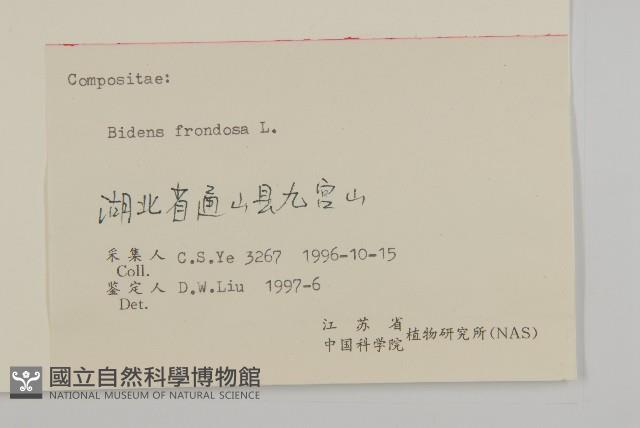 Compositae:
Bidens frondosa L.
湖北省通山县九宫山
采集人 C.S.Ye 3267 1996-10-15
Coll.
鉴定人 D.W.Liu 1997-6
Det.
江苏省
中国科学院 植物研究所(NAS)
國立自然科學博物館
NATIONAL MUSEUM OF NATURAL SCIENCE